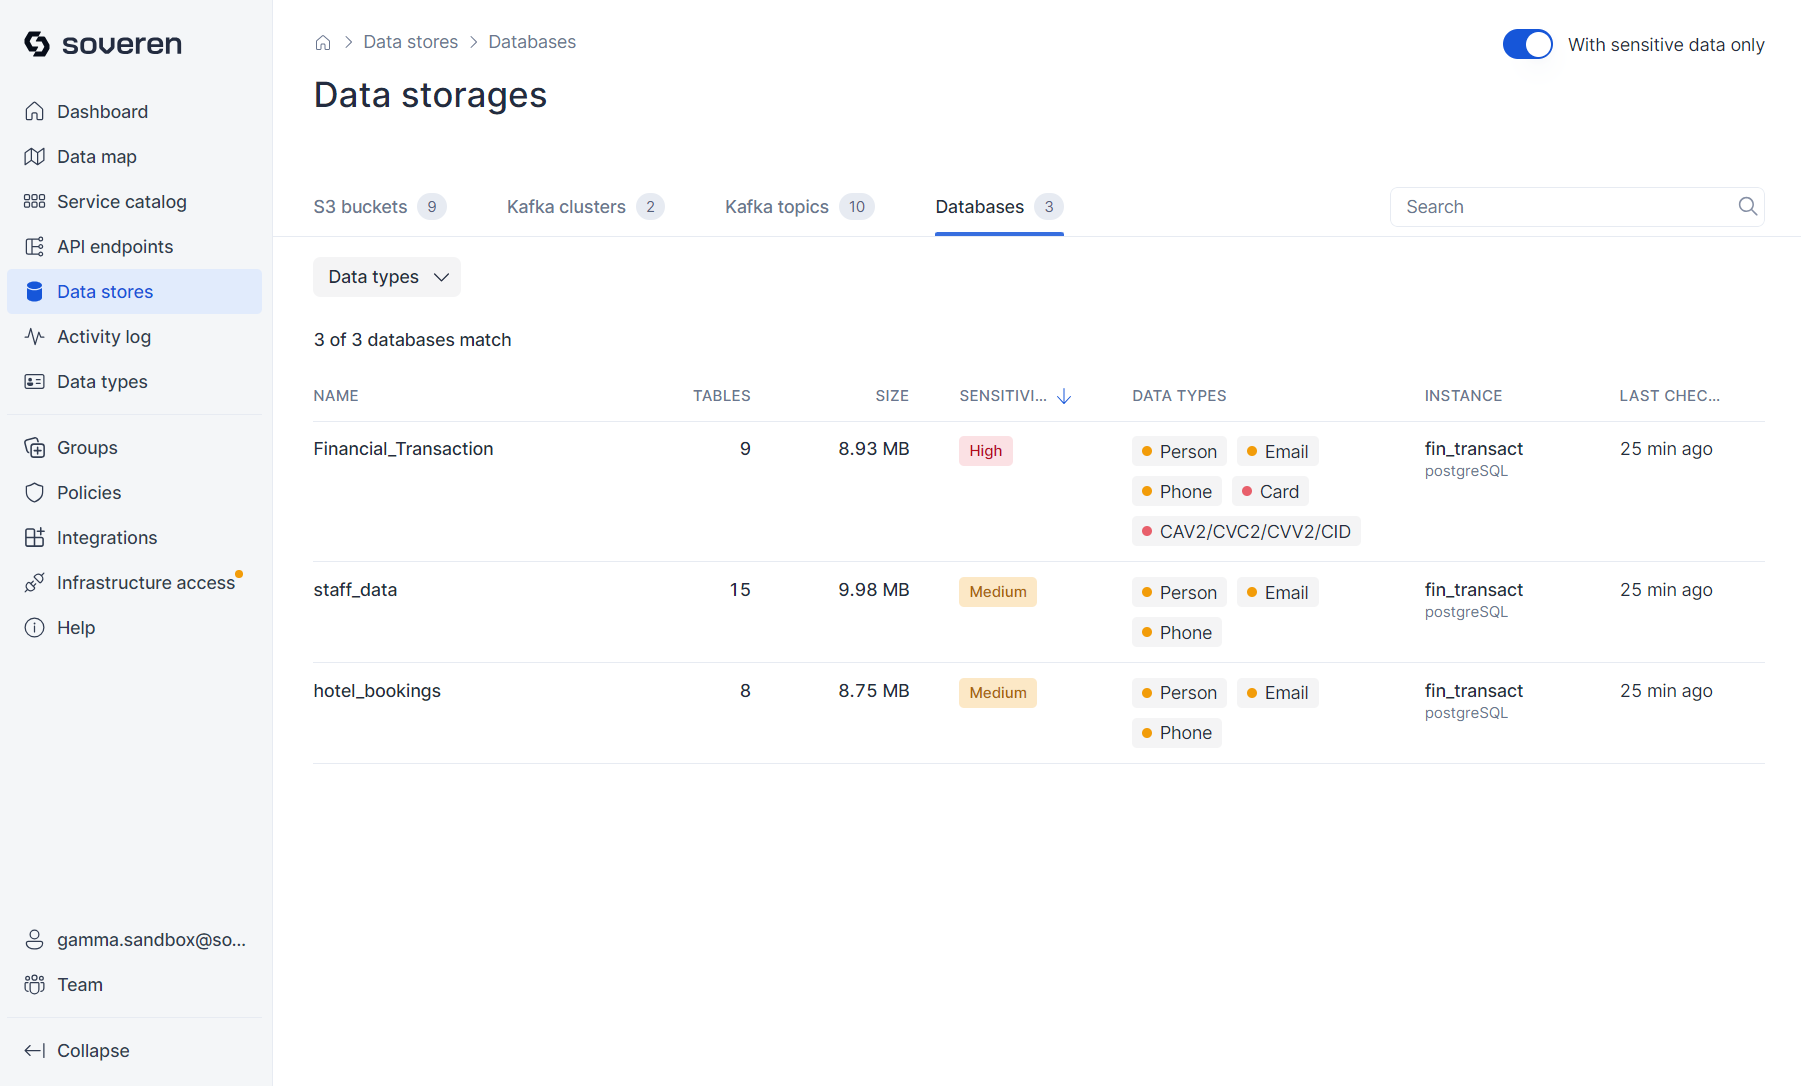 soveren
Dashboard
Data map
Service catalog
API endpoints
Data stores
Activity log
Data types
Groups
Policies
Integrations
Infrastructure access
Help
gamma.sandbox@so...
Team
Collapse
Data stores > Databases
With sensitive data only
Data storages
S3 buckets 9 Kafka clusters 2 Kafka topics 10 Databases 3
Search
Data types
3 of 3 databases match
NAME TABLES SIZE SENSITIVI... DATA TYPES INSTANCE LAST CHEC...
Financial_Transaction 9 8.93 MB High Person Email fin_transact 25 min ago
postgreSQL
Phone Card
CAV2/CVC2/CVV2/CID
staff_data 15 9.98 MB Medium Person Email fin_transact 25 min ago
postgreSQL
Phone
hotel_bookings 8 8.75 MB Medium Person Email fin_transact 25 min ago
postgreSQL
Phone